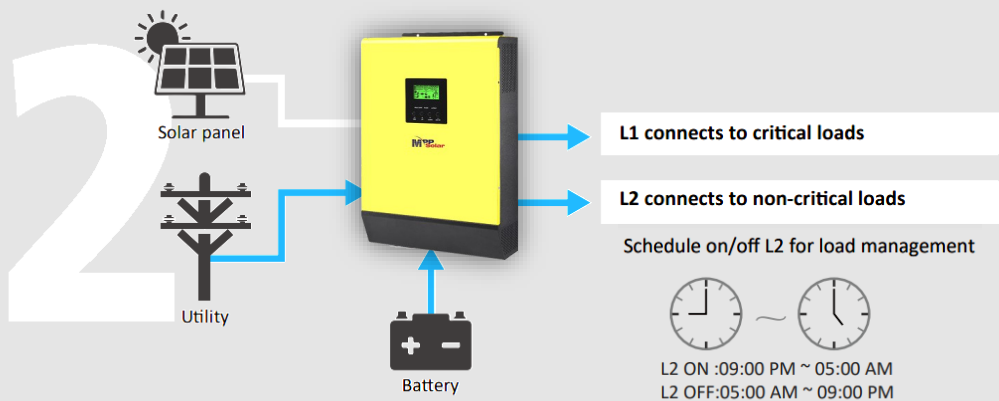 2
Solar panel
MPP
Solar
L1 connects to critical loads
L2 connects to non-critical loads
Schedule on/off L2 for load management
Utility
+ −
Battery
~
L2 ON :09:00 PM ~ 05:00 AM
L2 OFF:05:00 AM ~ 09:00 PM